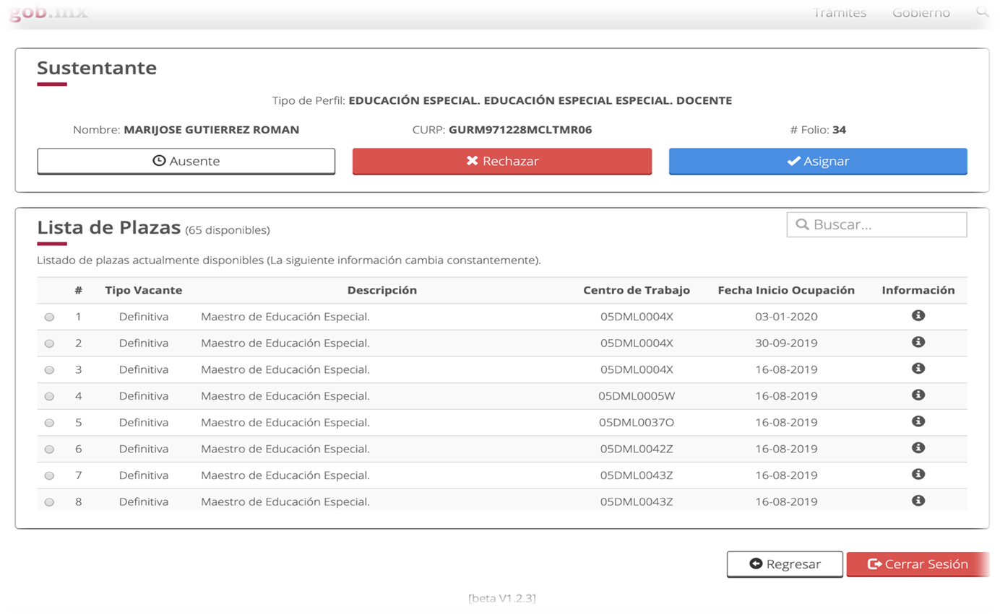 gob.mx Trámites Gobierno
Sustentante
Tipo de Perfil: EDUCACIÓN ESPECIAL. EDUCACIÓN ESPECIAL ESPECIAL. DOCENTE
Nombre: MARIJOSE GUTIERREZ ROMAN CURP: GURM971228MCLTMR06 # Folio: 34
Ausente Rechazar Asignar
Lista de Plazas (65 disponibles) Buscar...
Listado de plazas actualmente disponibles (La siguiente información cambia constantemente).
# Tipo Vacante Descripción Centro de Trabajo Fecha Inicio Ocupación Información
1 Definitiva Maestro de Educación Especial. 05DML0004X 03-01-2020
2 Definitiva Maestro de Educación Especial. 05DML0004X 30-09-2019
3 Definitiva Maestro de Educación Especial. 05DML0004X 16-08-2019
4 Definitiva Maestro de Educación Especial. 05DML0005W 16-08-2019
5 Definitiva Maestro de Educación Especial. 05DML0037O 16-08-2019
6 Definitiva Maestro de Educación Especial. 05DML0042Z 16-08-2019
7 Definitiva Maestro de Educación Especial. 05DML0043Z 16-08-2019
8 Definitiva Maestro de Educación Especial. 05DML0043Z 16-08-2019
Regresar Cerrar Sesión
[beta V1.2.3]